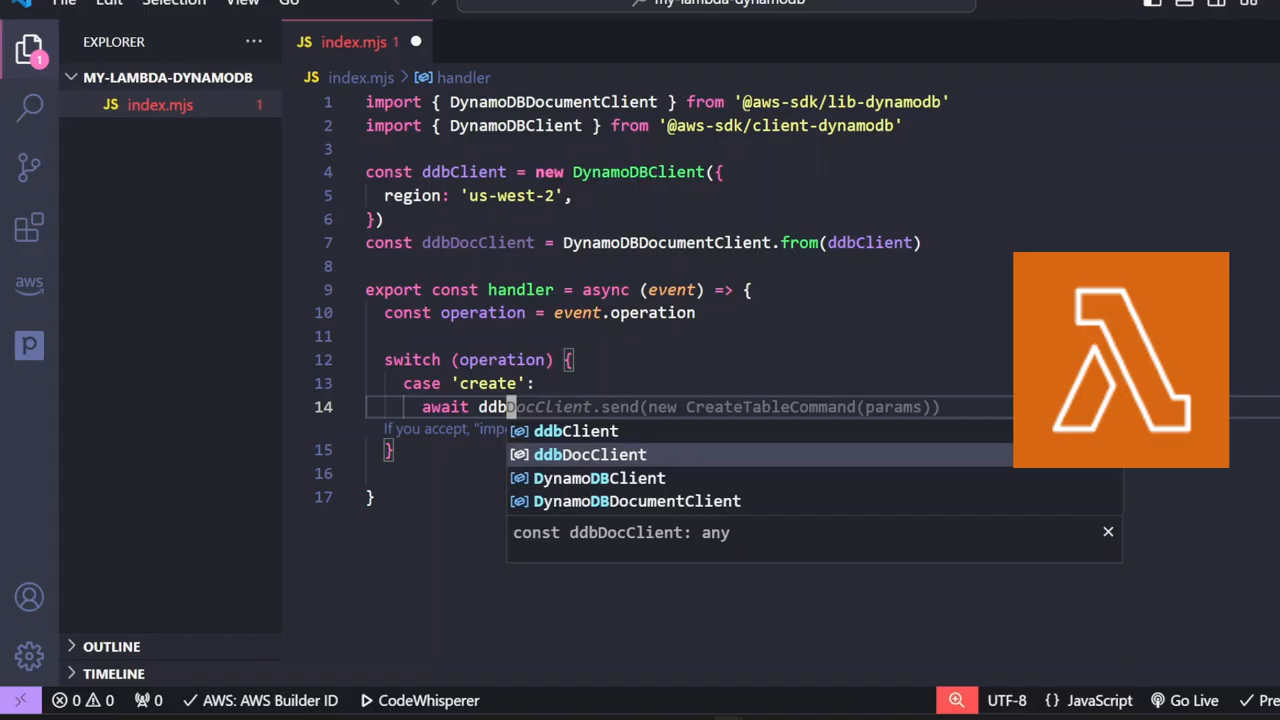 File Edit Selection View Go
my-lambda-dynamodb
EXPLORER
JS index.mjs 1
MY-LAMBDA-DYNAMODB
JS index.mjs > handler
JS index.mjs 1
1
1 import { DynamoDBDocumentClient } from '@aws-sdk/lib-dynamodb'
2 import { DynamoDBClient } from '@aws-sdk/client-dynamodb'
3
4 const ddbClient = new DynamoDBClient({
5 region: 'us-west-2',
6 })
7 const ddbDocClient = DynamoDBDocumentClient.from(ddbClient)
8
9 export const handler = async (event) => {
10 const operation = event.operation
11
12 switch (operation) {
13 case 'create':
14 await ddbDocClient.send(new CreateTableCommand(params))
If you accept, "imp
15 }
16
17 }
ddbClient
ddbDocClient
DynamoDBClient
DynamoDBDocumentClient
const ddbDocClient: any
aws
p
λ
OUTLINE
TIMELINE
0 0 0 AWS: AWS Builder ID CodeWhisperer UTF-8 {} JavaScript Go Live Pre